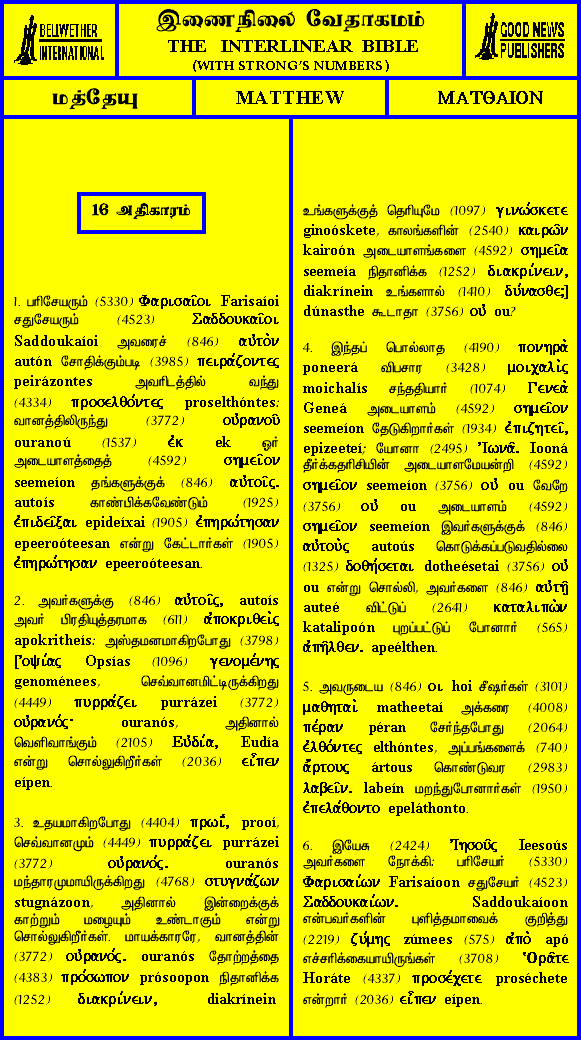 BELLWETHER
INTERNATIONAL
இணைநிலை வேதாகமம்
THE INTERLINEAR BIBLE
(WITH STRONG'S NUMBERS)
GOOD NEWS
PUBLISHERS
மத்தேயு
MATTHEW
ΜΑΤΘΑΙΟΝ
16 அதிகாரம்
1. பரிசேயரும் (5330) Φαρισαῖοι Farisaíoi
சதுசேயரும் (4523) Σαδδουκαῖοι
Saddoukaíoi அவரைச் (846) αὐτὸν
autón சோதிக்கும்படி (3985) πειράζοντες
peirázontes அவரிடத்தில் வந்து
(4334) προσελθόντες proselthóntes:
வானத்திலிருந்து (3772) οὐρανοῦ
ouranoú (1537) ἐκ ek ஓர்
அடையாளத்தைத் (4592) σημεῖον
seemeíon தங்களுக்குக் (846) αὐτοῖς.
autoís காண்பிக்கவேண்டும் (1925)
ἐπιδεῖξαι epideíxai (1905) ἐπηρώτησαν
epeeroóteesan என்று கேட்டார்கள் (1905)
ἐπηρώτησαν epeeroóteesan.
2. அவர்களுக்கு (846) αὐτοῖς, autoís
அவர் பிரதியுத்தரமாக (611) ἀποκριθεὶς
apokritheís: அஸ்தமனமாகிறபோது (3798)
[Ὀψίας Opsías (1096) γενομένης
genoménees, செவ்வானமிட்டிருக்கிறது
(4449) πυρράζει purrázei (3772)
οὐρανός· ouranós, அதினால்
வெளிவாங்கும் (2105) Εὐδία, Eudía
என்று சொல்லுகிறீர்கள் (2036) εἶπεν
eípen.
3. உதயமாகிறபோது (4404) πρωΐ, prooí,
செவ்வானமும் (4449) πυρράζει purrázei
(3772) οὐρανός. ouranós
மந்தாரமுமாயிருக்கிறது (4768) στυγνάζων
stugnázoon, அதினால் இன்றைக்குக்
காற்றும் மழையும் உண்டாகும் என்று
சொல்லுகிறீர்கள். மாயக்காரரே, வானத்தின்
(3772) οὐρανός. ouranós தோற்றத்தை
(4383) πρόσωπον prósoopon நிதானிக்க
(1252) διακρίνειν, diakrínein
உங்களுக்குத் தெரியுமே (1097) γινώσκετε
ginoóskete, காலங்களின் (2540) καιρῶν
kairoón அடையாளங்களை (4592) σημεῖα
seemeía நிதானிக்க (1252) διακρίνειν,
diakrínein உங்களால் (1410) δύνασθε;]
dúnasthe கூடாதா (3756) οὐ ou?
4. இந்தப் பொல்லாத (4190) πονηρὰ
poneerá விபசார (3428) μοιχαλὶς
moichalís சந்ததியார் (1074) Γενεὰ
Geneá அடையாளம் (4592) σημεῖον
seemeíon தேடுகிறார்கள் (1934) ἐπιζητεῖ,
epizeeteí; யோனா (2495) Ἰωνᾶ. Iooná
தீர்க்கதரிசியின் அடையாளமேயன்றி (4592)
σημεῖον seemeíon (3756) οὐ ou வேறே
(3756) οὐ ou அடையாளம் (4592)
σημεῖον seemeíon இவர்களுக்குக் (846)
αὐτοὺς autoús கொடுக்கப்படுவதில்லை
(1325) δοθήσεται dotheésetai (3756) οὐ
ou என்று சொல்லி, அவர்களை (846) αὐτῇ
auteé விட்டுப் (2641) καταλιπὼν
katalipoón புறப்பட்டுப் போனார் (565)
ἀπῆλθεν. apeélthen.
5. அவருடைய (846) οι hoi சீஷர்கள் (3101)
μαθηταὶ matheetaí அக்கரை (4008)
πέραν péran சேர்ந்தபோது (2064)
ἐλθόντες elthóntes, அப்பங்களைக் (740)
ἄρτους ártous கொண்டுவர (2983)
λαβεῖν. labeín மறந்துபோனார்கள் (1950)
ἐπελάθοντο epeláthonto.
6. இயேசு (2424) Ἰησοῦς Ieesoús
அவர்களை நோக்கி: பரிசேயர் (5330)
Φαρισαίων Farisaíoon சதுசேயர் (4523)
Σαδδουκαίων. Saddoukaíoon
என்பவர்களின் புளித்தமாவைக் குறித்து
(2219) ζύμης zúmees (575) ἀπὸ apó
எச்சரிக்கையாயிருங்கள் (3708) Ὁρᾶτε
Horáte (4337) προσέχετε proséchete
என்றார் (2036) εἶπεν eípen.